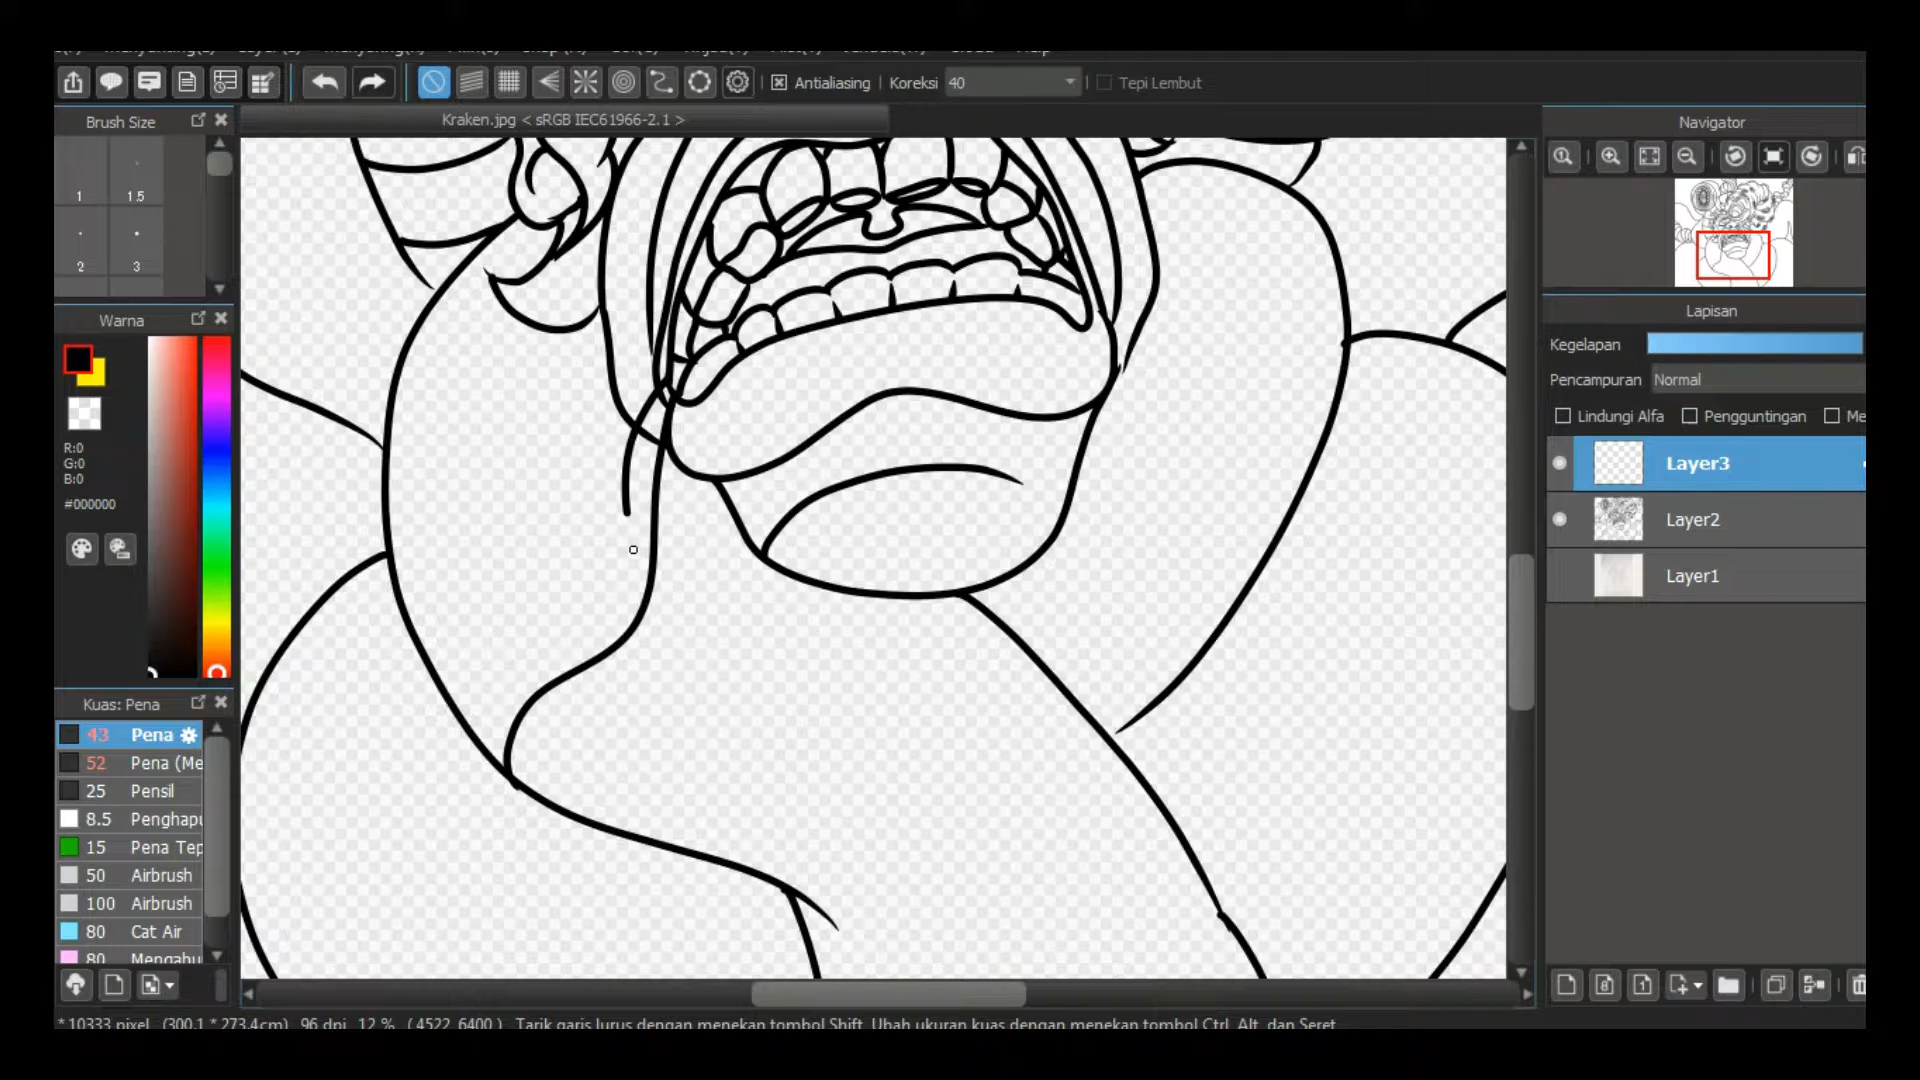 Antialiasing
Koreksi
40
Tepi Lembut
Brush Size
Kraken.jpg < sRGB IEC61966-2.1 >
Navigator
1
1.5
2
3
Lapisan
Warna
Kegelapan
Pencampuran
Normal
Lindungi Alfa
Pengguntingan
Me
R:0
G:0
B:0
#000000
Layer3
Layer2
Layer1
Kuas: Pena
43 Pena
52 Pena (Me
25 Pensil
8.5 Penghapu
15 Pena Tep
50 Airbrush
100 Airbrush
80 Cat Air
80 Mengabu
* 10333 pixel (300.1 * 273.4cm) 96 dpi 12 % ( 4522, 6400 ) Tarik garis lurus dengan menekan tombol Shift, Ubah ukuran kuas dengan menekan tombol Ctrl, Alt, dan Seret